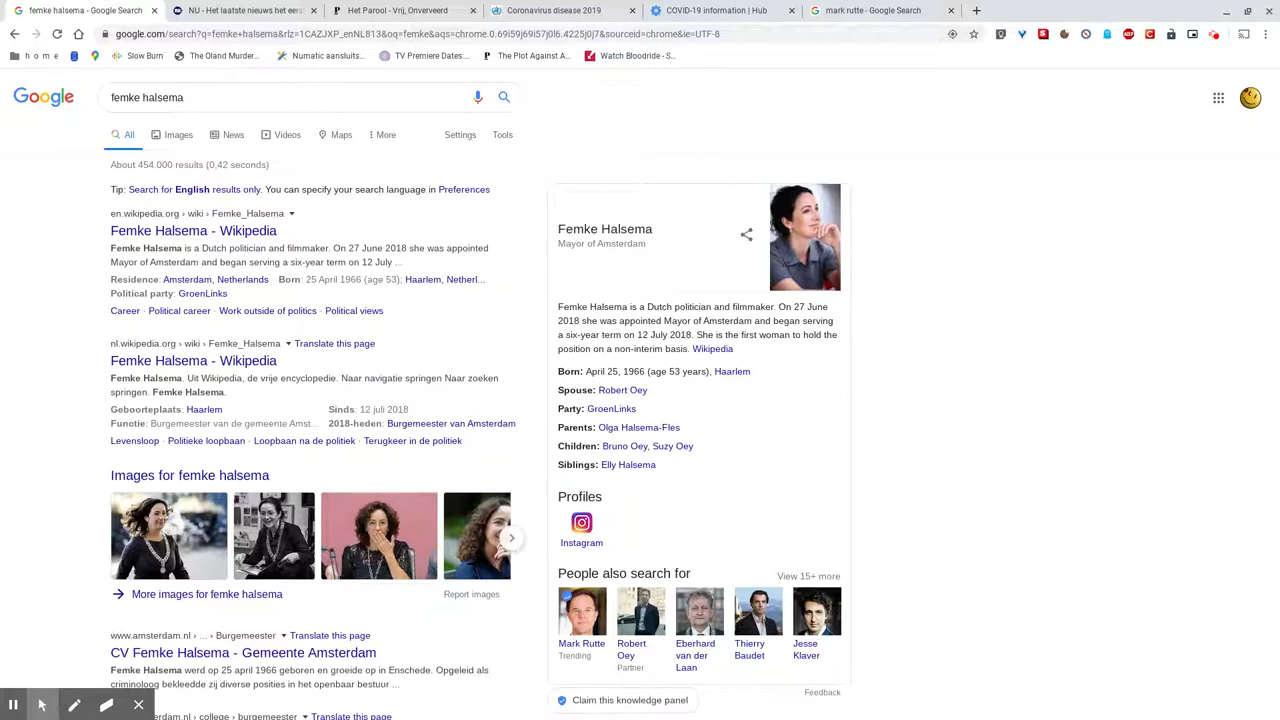 femke halsema - Google Search
NU - Het laatste nieuws het eers
Het Parool - Vrij, Onverveerd
Coronavirus disease 2019
COVID-19 information | Hub
mark rutte - Google Search
google.com/search?q=femke+halsema&rlz=1CAZJXP_enNL813&oq=femke&aqs=chrome.0.69i59j69i57j0l6.4225j0j7&sourceid=chrome&ie=UTF-8
h o m e
Slow Burn
The Oland Murder...
Numatic aansluits...
TV Premiere Dates:...
The Plot Against A...
Watch Bloodride - S...
Google
femke halsema
All
Images
News
Videos
Maps
More
Settings
Tools
About 454.000 results (0,42 seconds)
Tip: Search for English results only. You can specify your search language in Preferences
en.wikipedia.org › wiki › Femke_Halsema
Femke Halsema - Wikipedia
Femke Halsema is a Dutch politician and filmmaker. On 27 June 2018 she was appointed
Mayor of Amsterdam and began serving a six-year term on 12 July ...
Residence: Amsterdam, Netherlands Born: 25 April 1966 (age 53); Haarlem, Netherl...
Political party: GroenLinks
Career · Political career · Work outside of politics · Political views
nl.wikipedia.org › wiki › Femke_Halsema Translate this page
Femke Halsema - Wikipedia
Femke Halsema. Uit Wikipedia, de vrije encyclopedie. Naar navigatie springen Naar zoeken
springen. Femke Halsema.
Geboorteplaats: Haarlem Sinds: 12 juli 2018
Functie: Burgemeester van de gemeente Amst... 2018-heden: Burgemeester van Amsterdam
Levensloop · Politieke loopbaan · Loopbaan na de politiek · Terugkeer in de politiek
Images for femke halsema
More images for femke halsema
Report images
www.amsterdam.nl › ... › Burgemeester Translate this page
CV Femke Halsema - Gemeente Amsterdam
Femke Halsema werd op 25 april 1966 geboren en groeide op in Enschede. Opgeleid als
criminoloog bekleedde zij diverse posities in het openbaar bestuur ...
rdam.nl › college › burgemeester Translate this page
Femke Halsema
Mayor of Amsterdam
Femke Halsema is a Dutch politician and filmmaker. On 27 June
2018 she was appointed Mayor of Amsterdam and began serving
a six-year term on 12 July 2018. She is the first woman to hold the
position on a non-interim basis. Wikipedia
Born: April 25, 1966 (age 53 years), Haarlem
Spouse: Robert Oey
Party: GroenLinks
Parents: Olga Halsema-Fles
Children: Bruno Oey, Suzy Oey
Siblings: Elly Halsema
Profiles
Instagram
People also search for
View 15+ more
Mark Rutte
Trending
Robert
Oey
Partner
Eberhard
van der
Laan
Thierry
Baudet
Jesse
Klaver
Feedback
Claim this knowledge panel